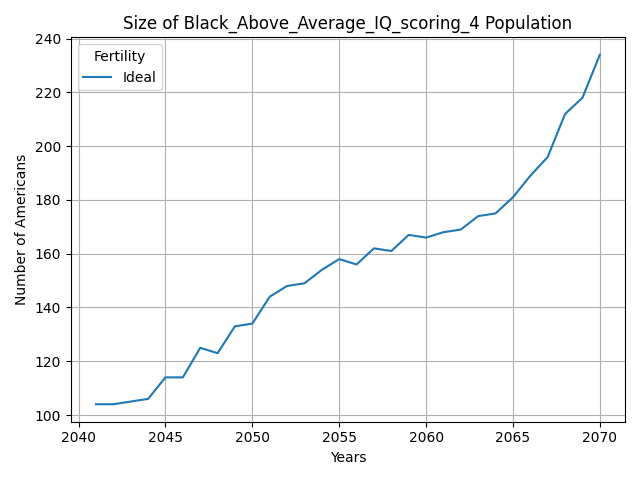 Size of Black_Above_Average_IQ_scoring_4 Population
240
220
200
180
160
140
120
100
Number of Americans
Fertility
Ideal
2040 2045 2050 2055 2060 2065 2070
Years